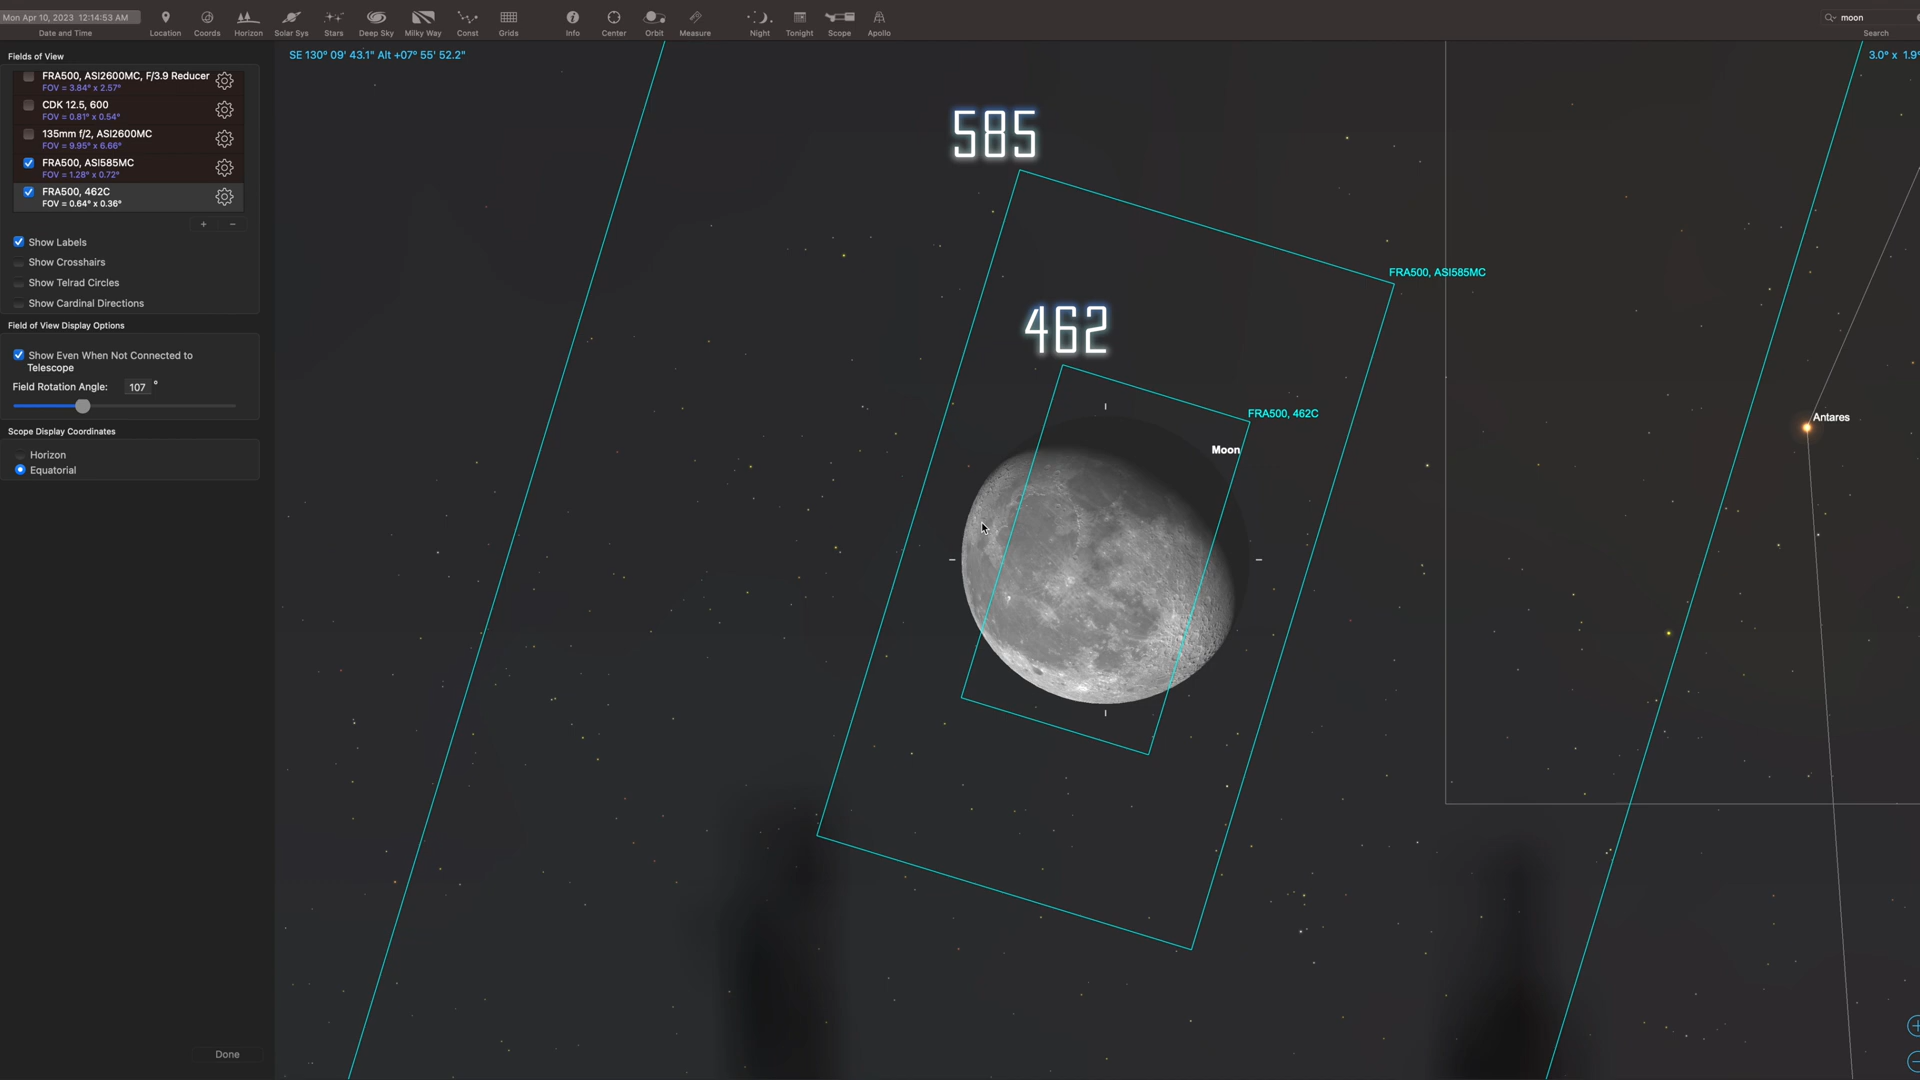 Mon Apr 10, 2023 12:14:53 AM
Date and Time
Location
Coords
Horizon
Solar Sys
Stars
Deep Sky
Milky Way
Const
Grids
Info
Center
Orbit
Measure
Night
Tonight
Scope
Apollo
moon
Search
Fields of View
FRA500, ASI2600MC, F/3.9 Reducer
FOV = 3.84° x 2.57°
CDK 12.5, 600
FOV = 0.81° x 0.54°
135mm f/2, ASI2600MC
FOV = 9.95° x 6.66°
FRA500, ASI585MC
FOV = 1.28° x 0.72°
FRA500, 462C
FOV = 0.64° x 0.36°
+ −
Show Labels
Show Crosshairs
Show Telrad Circles
Show Cardinal Directions
Field of View Display Options
Show Even When Not Connected to
Telescope
Field Rotation Angle: 107 °
Scope Display Coordinates
Horizon
Equatorial
Done
SE 130° 09' 43.1" Alt +07° 55' 52.2"
3.0° x 1.9°
585
FRA500, ASI585MC
462
FRA500, 462C
Moon
Antares